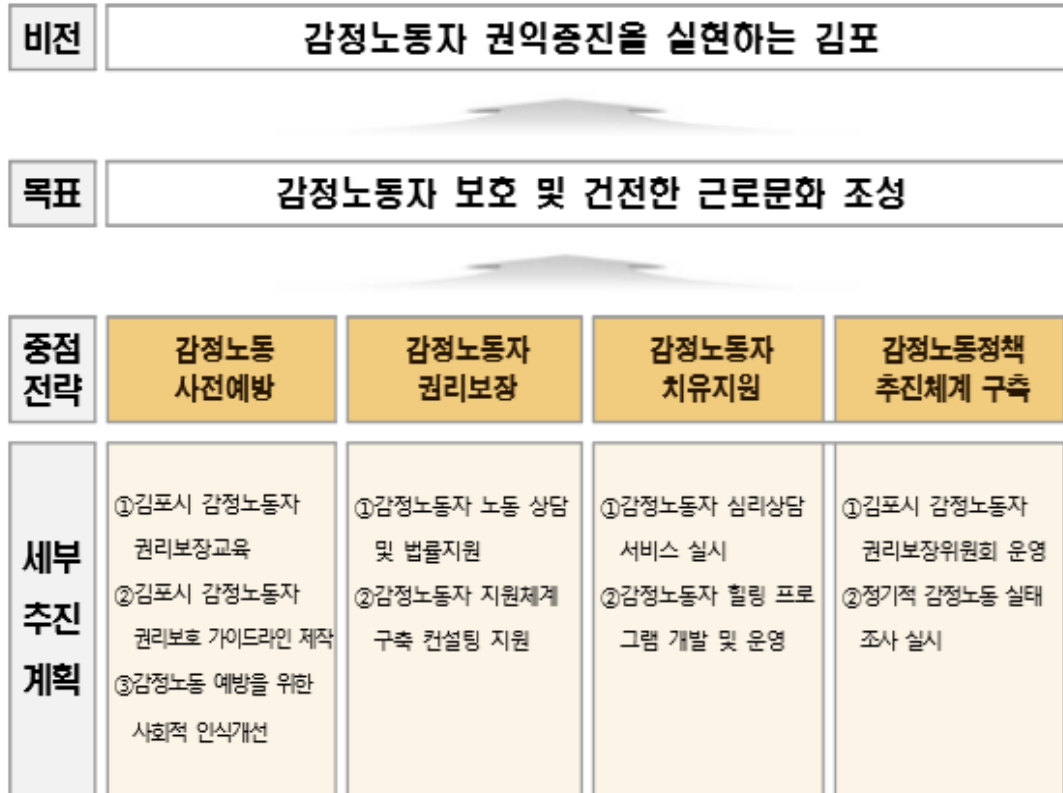 비전
감정노동자 권익증진을 실현하는 김포
목표
감정노동자 보호 및 건전한 근로문화 조성
중점
전략
감정노동
사전예방
감정노동자
권리보장
감정노동자
치유지원
감정노동정책
추진체계 구축
세부
추진
계획
①김포시 감정노동자
권리보장교육
②김포시 감정노동자
권리보호 가이드라인 제작
③감정노동 예방을 위한
사회적 인식개선
①감정노동자 노동 상담
및 법률지원
②감정노동자 지원체계
구축 컨설팅 지원
①감정노동자 심리상담
서비스 실시
②감정노동자 힐링 프로
그램 개발 및 운영
①김포시 감정노동자
권리보장위원회 운영
②정기적 감정노동 실태
조사 실시